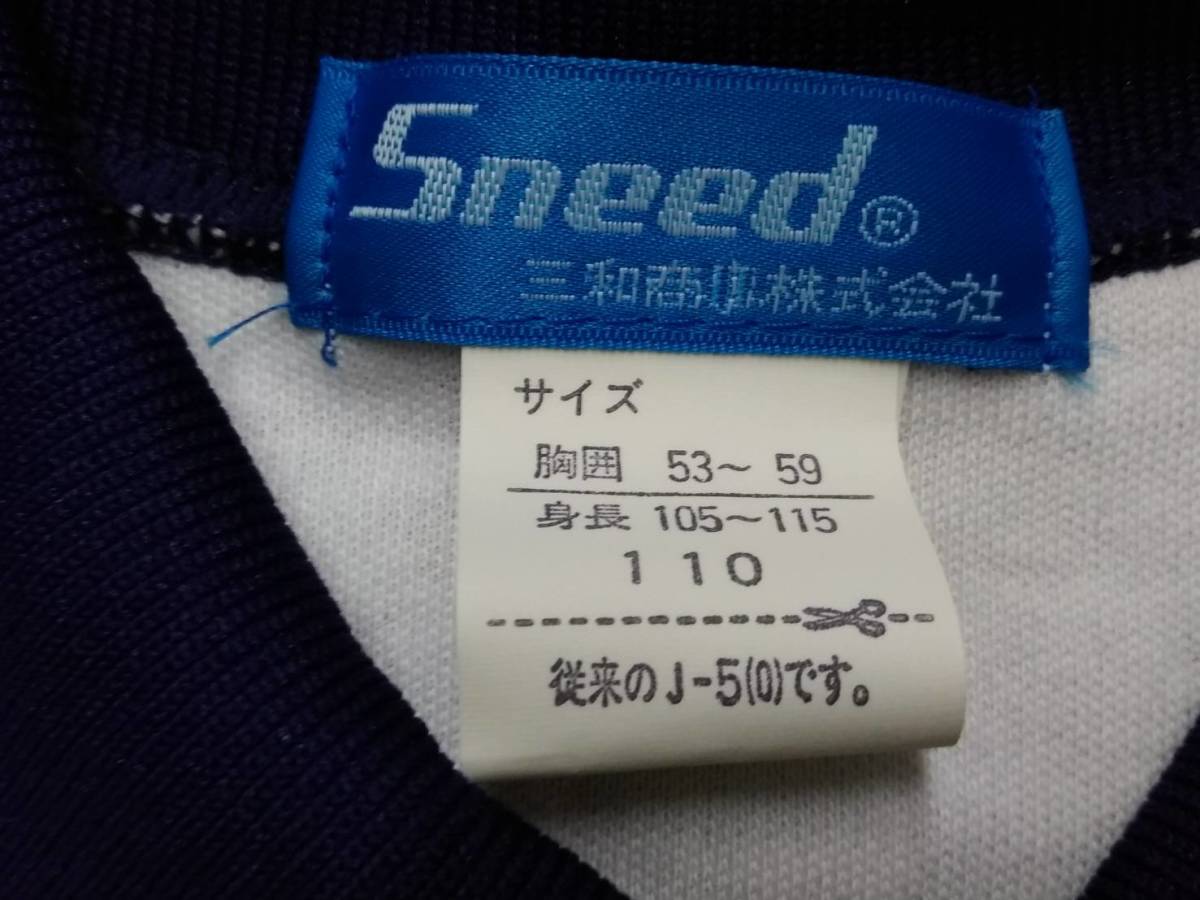 Sneed®
三和商事株式会社
サイズ
胸囲 53～59
身長 105～115
110
従来のJ-5(0)です。